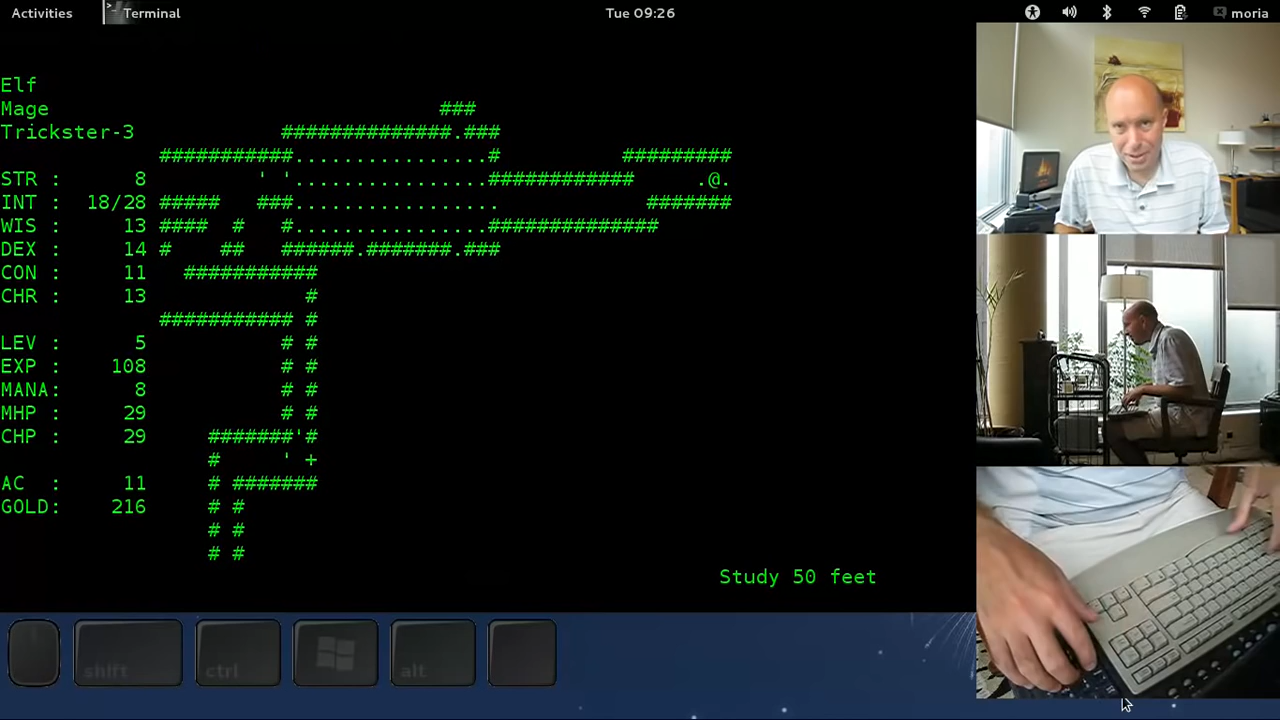 Activities Terminal Tue 09:26 moria
Elf
Mage ###
Trickster-3 ##############.###
###########................# #########
STR : 8 ' '................############ .@.
INT : 18/28 ##### ###................. #######
WIS : 13 #### # #................##############
DEX : 14 # ## ######.#######.###
CON : 11 ###########
CHR : 13 #
########### #
LEV : 5 # #
EXP : 108 # #
MANA: 8 # #
MHP : 29 # #
CHP : 29 #######'#
# ' +
AC : 11 # #######
GOLD: 216 # #
# #
# #
Study 50 feet
shift ctrl alt